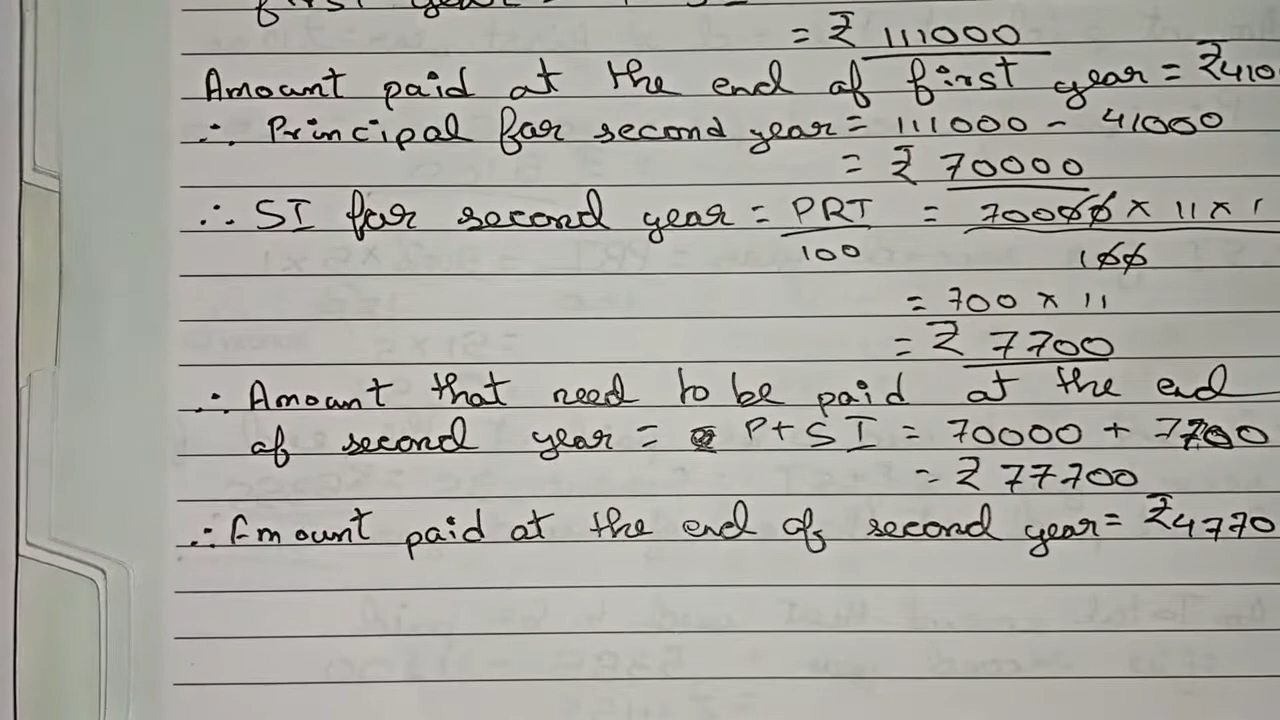 first year =
= ₹ 111000
Amount paid at the end of first year = ₹410
∴ Principal for second year = 111000 - 41000
= ₹ 70000
∴ SI for second year = PRT/100 = 70000 × 11 × 1/100
= 700 × 11
= ₹ 7700
∴ Amount that need to be paid at the end
of second year = P + SI = 70000 + 7700
= ₹ 77700
∴ Amount paid at the end of second year = ₹4770